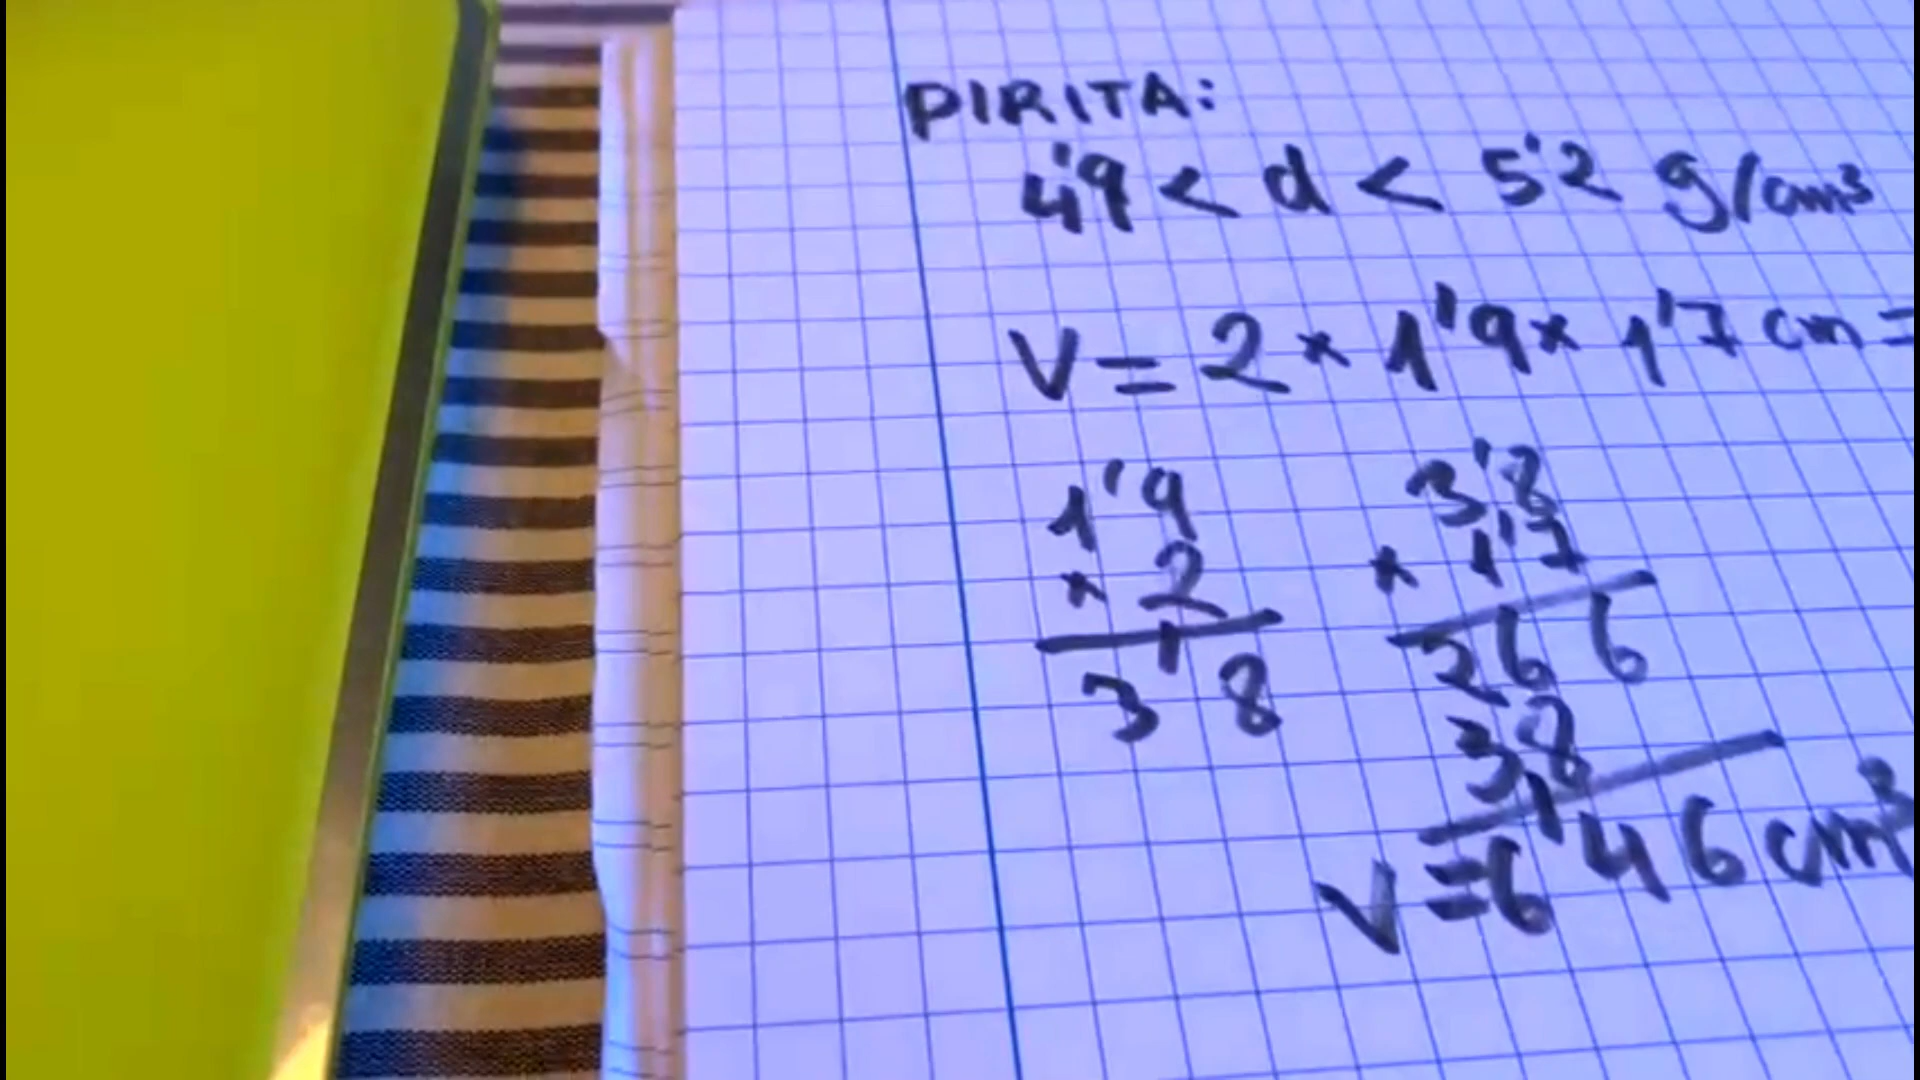 PIRITA:
4'9 < d < 5'2 g/cm³
V = 2 × 1'9 × 1'7 cm =
1'9
× 2
3'8
3'8
× 1'7
266
38
V = 6'46 cm³